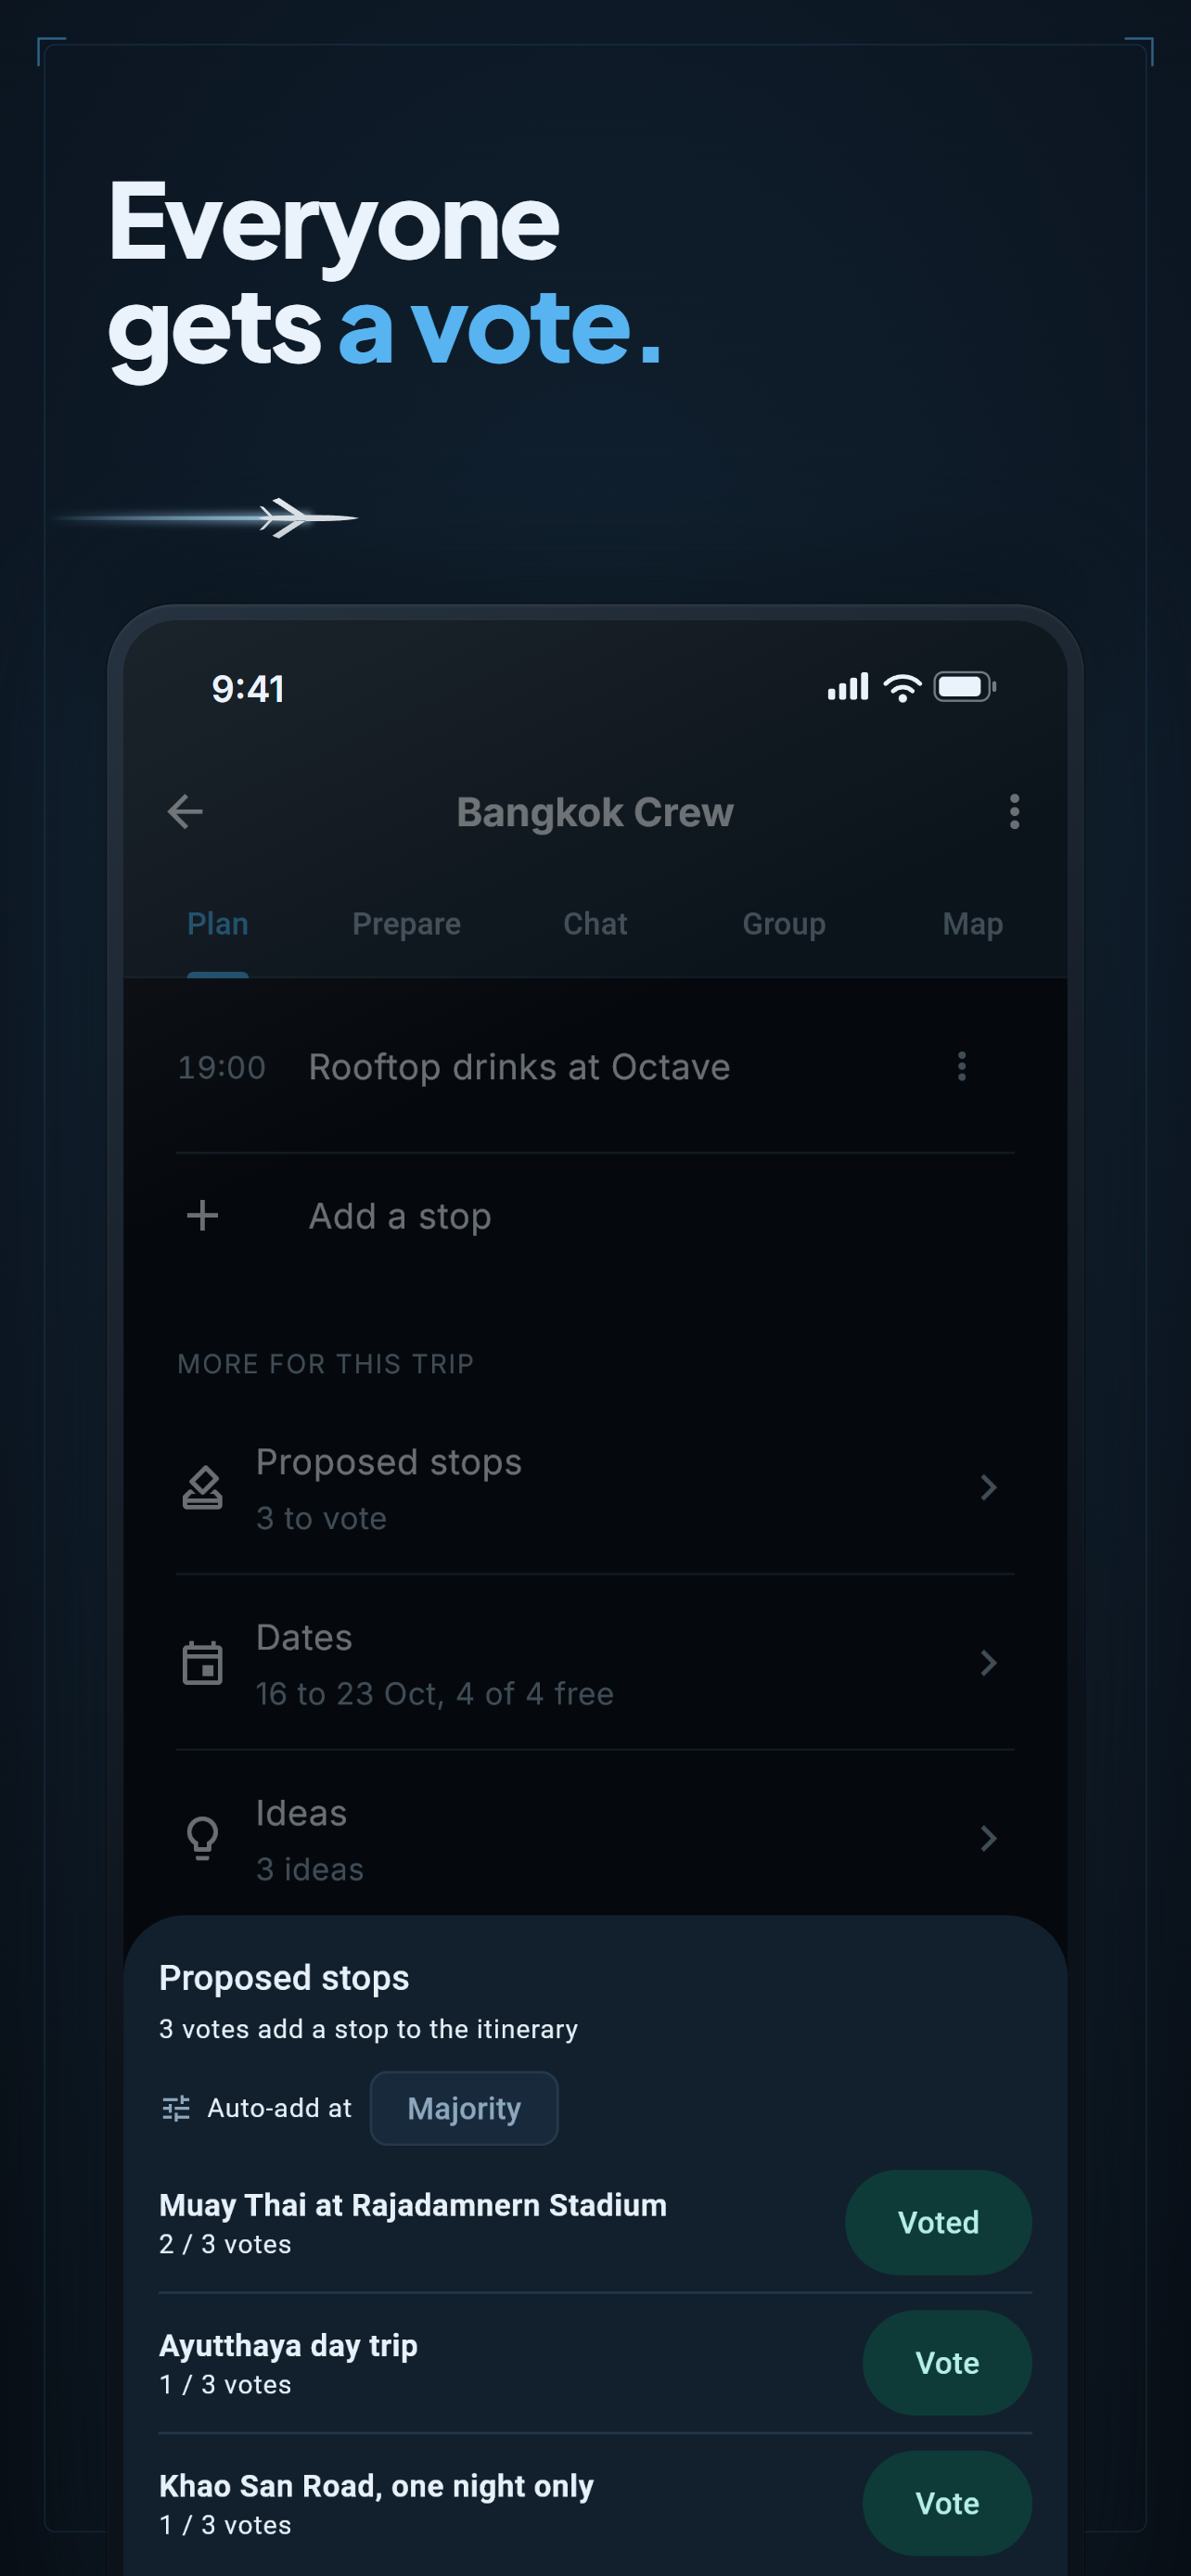 Everyone
gets a vote.
9:41
Bangkok Crew
Plan Prepare Chat Group Map
19:00 Rooftop drinks at Octave
Add a stop
MORE FOR THIS TRIP
Proposed stops
3 to vote
Dates
16 to 23 Oct, 4 of 4 free
Ideas
3 ideas
Proposed stops
3 votes add a stop to the itinerary
Auto-add at Majority
Muay Thai at Rajadamnern Stadium
2 / 3 votes
Voted
Ayutthaya day trip
1 / 3 votes
Vote
Khao San Road, one night only
1 / 3 votes
Vote